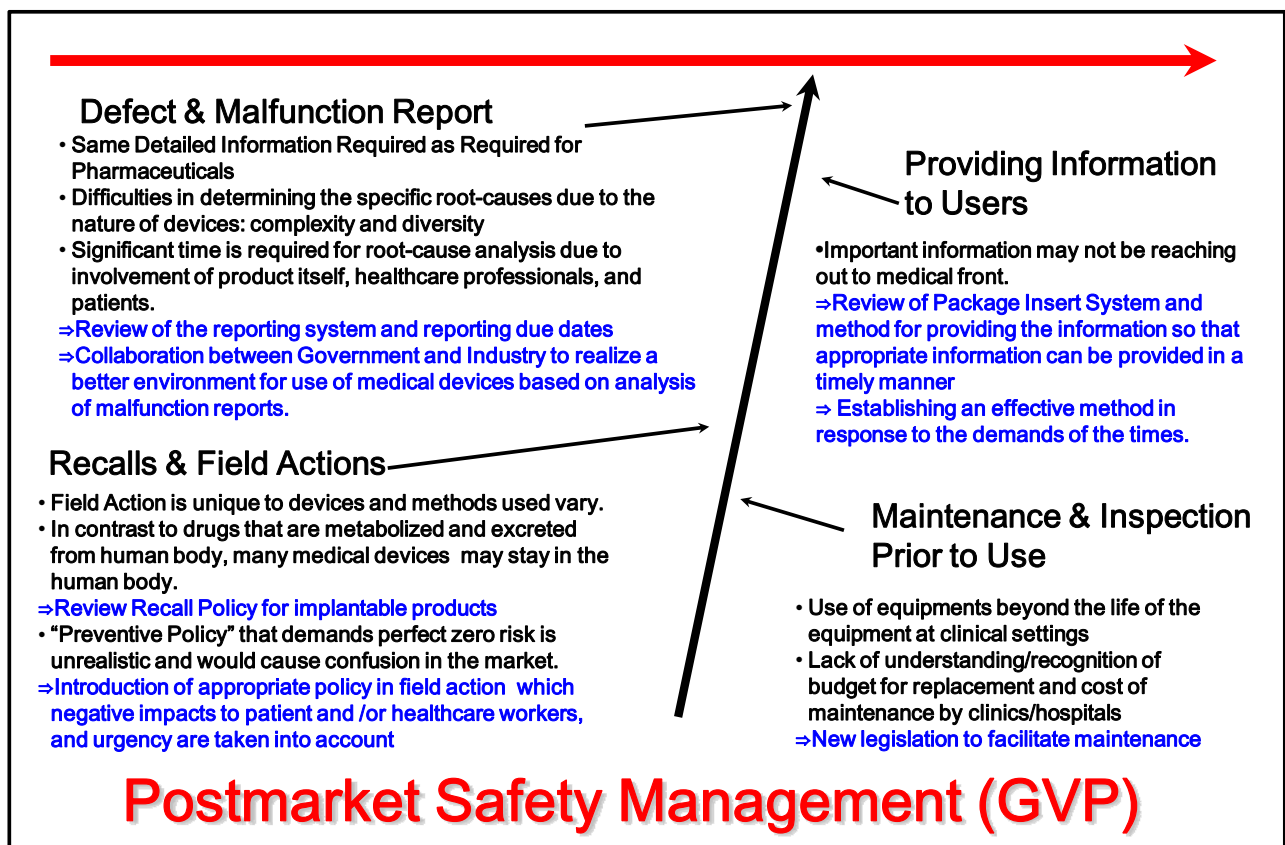 Defect & Malfunction Report
• Same Detailed Information Required as Required for
Pharmaceuticals
• Difficulties in determining the specific root-causes due to the
nature of devices: complexity and diversity
• Significant time is required for root-cause analysis due to
involvement of product itself, healthcare professionals, and
patients.
⇒Review of the reporting system and reporting due dates
⇒Collaboration between Government and Industry to realize a
better environment for use of medical devices based on analysis
of malfunction reports.
Recalls & Field Actions
• Field Action is unique to devices and methods used vary.
• In contrast to drugs that are metabolized and excreted
from human body, many medical devices may stay in the
human body.
⇒Review Recall Policy for implantable products
• “Preventive Policy” that demands perfect zero risk is
unrealistic and would cause confusion in the market.
⇒Introduction of appropriate policy in field action which
negative impacts to patient and /or healthcare workers,
and urgency are taken into account
Providing Information
to Users
•Important information may not be reaching
out to medical front.
⇒Review of Package Insert System and
method for providing the information so that
appropriate information can be provided in a
timely manner
⇒ Establishing an effective method in
response to the demands of the times.
Maintenance & Inspection
Prior to Use
• Use of equipments beyond the life of the
equipment at clinical settings
• Lack of understanding/recognition of
budget for replacement and cost of
maintenance by clinics/hospitals
⇒New legislation to facilitate maintenance
Postmarket Safety Management (GVP)